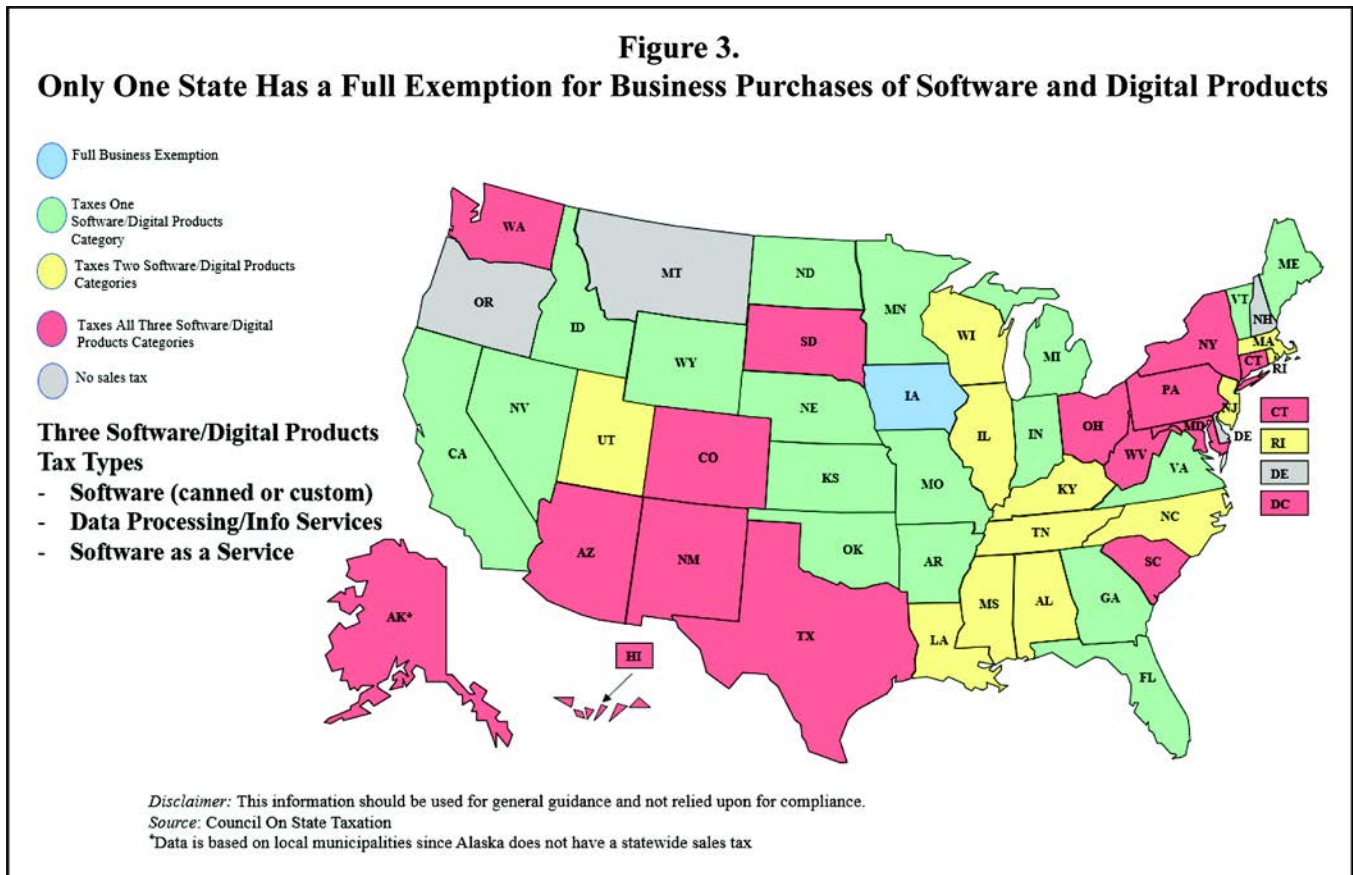 Figure 3.
Only One State Has a Full Exemption for Business Purchases of Software and Digital Products
Full Business Exemption
Taxes One
Software/Digital Products
Category
Taxes Two Software/Digital Products
Categories
Taxes All Three Software/Digital
Products Categories
No sales tax
Three Software/Digital Products
Tax Types
- Software (canned or custom)
- Data Processing/Info Services
- Software as a Service
WA
MT
ND
ME
OR
ID
MN
VT
NH
SD
WI
NY
MA
WY
MI
CT
RI
IA
PA
NE
NV
NJ
CT
UT
IL
IN
OH
MD
DE
RI
CA
CO
WV
DE
KS
MO
VA
DC
KY
NC
TN
AZ
NM
OK
AR
SC
MS
AL
GA
AK*
TX
LA
HI
FL
Disclaimer: This information should be used for general guidance and not relied upon for compliance.
Source: Council On State Taxation
*Data is based on local municipalities since Alaska does not have a statewide sales tax